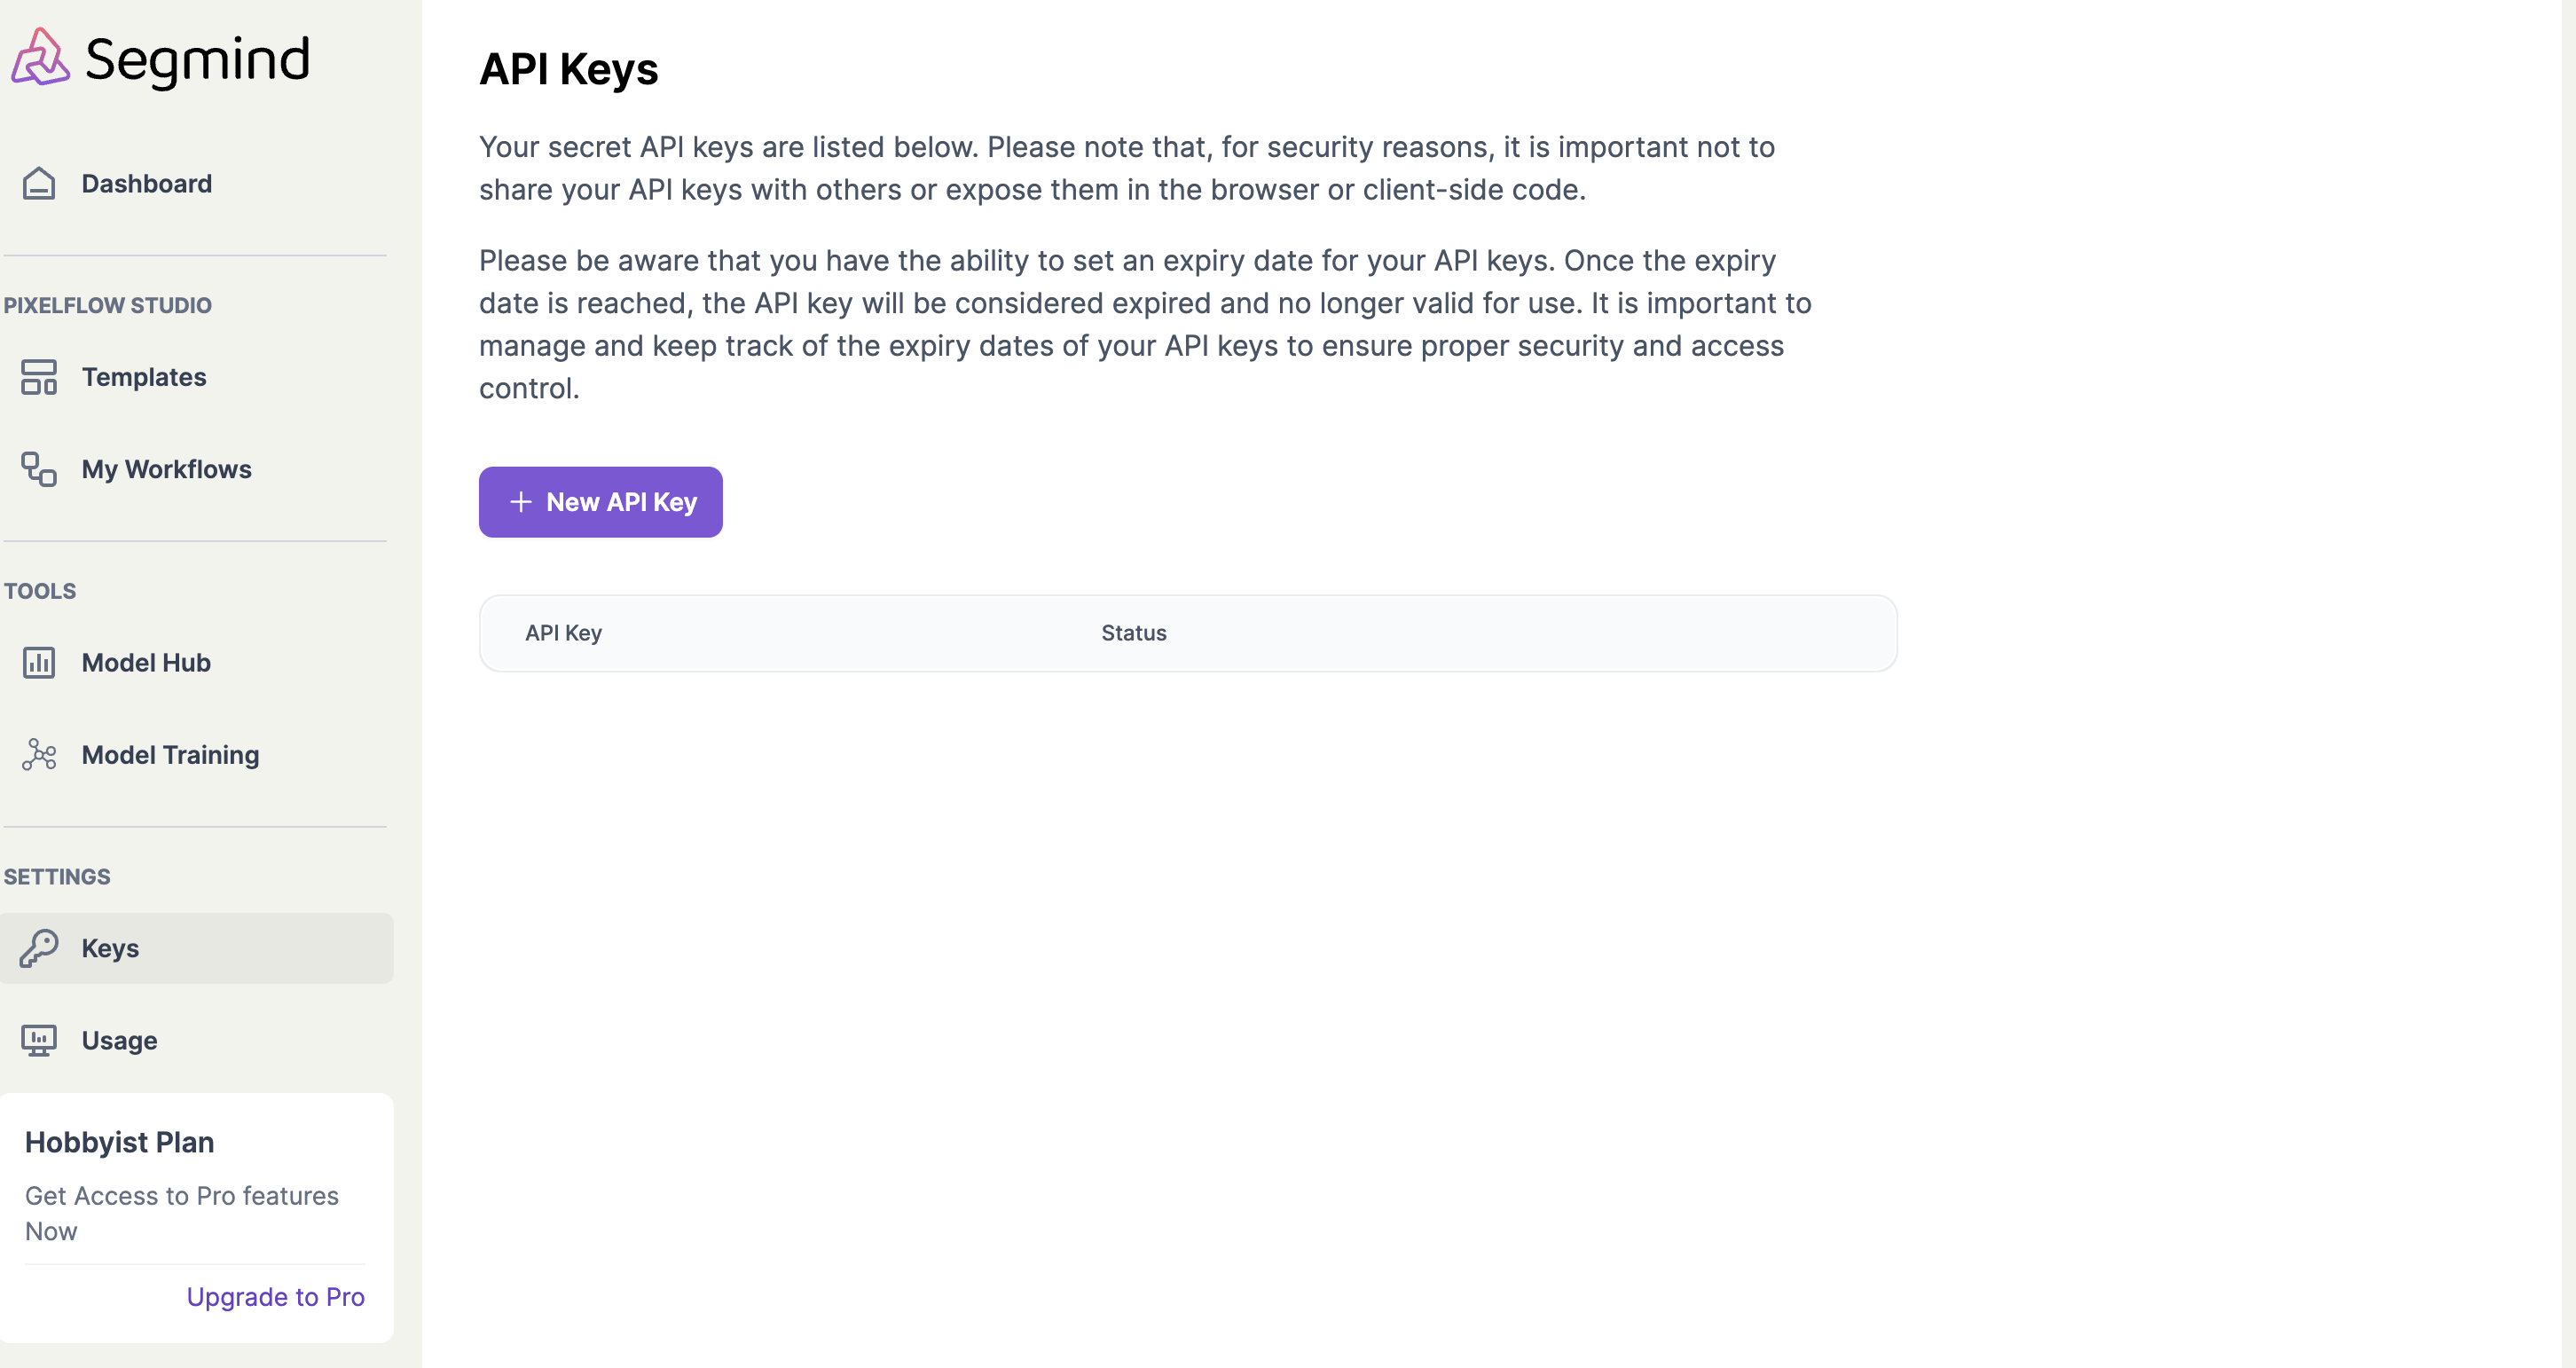 Segmind
Dashboard
PIXELFLOW STUDIO
Templates
My Workflows
TOOLS
Model Hub
Model Training
SETTINGS
Keys
Usage
Hobbyist Plan
Get Access to Pro features
Now
Upgrade to Pro
API Keys
Your secret API keys are listed below. Please note that, for security reasons, it is important not to
share your API keys with others or expose them in the browser or client-side code.
Please be aware that you have the ability to set an expiry date for your API keys. Once the expiry
date is reached, the API key will be considered expired and no longer valid for use. It is important to
manage and keep track of the expiry dates of your API keys to ensure proper security and access
control.
+ New API Key
API Key Status